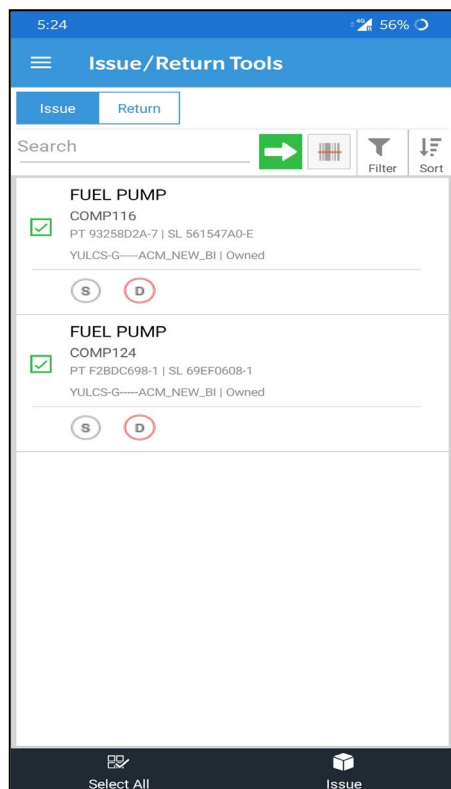 5:24
4G R 56%
Issue/Return Tools
Issue Return
Search
Filter Sort
FUEL PUMP
COMP116
PT 93258D2A-7 | SL 561547A0-E
YULCS-G-----ACM_NEW_BI | Owned
S D
FUEL PUMP
COMP124
PT F2BDC698-1 | SL 69EF0608-1
YULCS-G-----ACM_NEW_BI | Owned
S D
Select All Issue